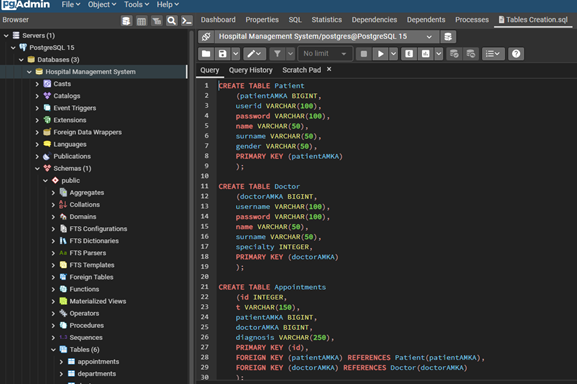 PgAdmin File Object Tools Help
Browser
Dashboard Properties SQL Statistics Dependencies Dependents Processes Tables Creation.sql
Servers (1)
PostgreSQL 15
Databases (3)
Hospital Management System
Casts
Catalogs
Event Triggers
Extensions
Foreign Data Wrappers
Languages
Publications
Schemas (1)
public
Aggregates
Collations
Domains
FTS Configurations
FTS Dictionaries
FTS Parsers
FTS Templates
Foreign Tables
Functions
Materialized Views
Operators
Procedures
Sequences
Tables (6)
appointments
departments
Hospital Management System/postgres@PostgreSQL 15
No limit
Query Query History Scratch Pad
1 CREATE TABLE Patient
2 (patientAMKA BIGINT,
3 userid VARCHAR(100),
4 password VARCHAR(100),
5 name VARCHAR(50),
6 surname VARCHAR(50),
7 gender VARCHAR(50),
8 PRIMARY KEY (patientAMKA)
9 );
10
11 CREATE TABLE Doctor
12 (doctorAMKA BIGINT,
13 username VARCHAR(100),
14 password VARCHAR(100),
15 name VARCHAR(50),
16 surname VARCHAR(50),
17 specialty INTEGER,
18 PRIMARY KEY (doctorAMKA)
19 );
20
21 CREATE TABLE Appointments
22 (id INTEGER,
23 t VARCHAR(150),
24 patientAMKA BIGINT,
25 doctorAMKA BIGINT,
26 diagnosis VARCHAR(250),
27 PRIMARY KEY (id),
28 FOREIGN KEY (patientAMKA) REFERENCES Patient(patientAMKA),
29 FOREIGN KEY (doctorAMKA) REFERENCES Doctor(doctorAMKA)
30 );